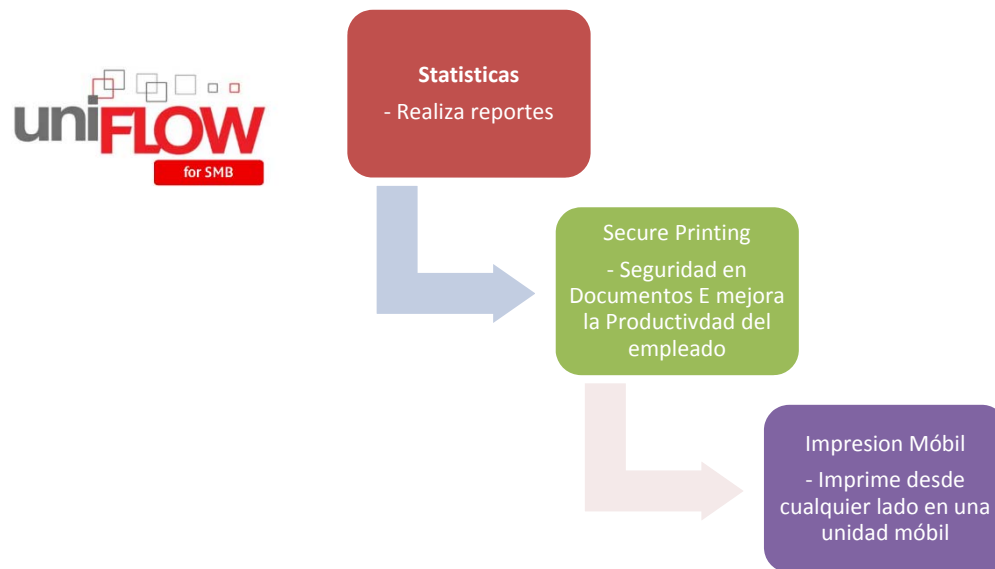 uniFLOW
for SMB
Statisticas
- Realiza reportes
Secure Printing
- Seguridad en
Documentos E mejora
la Productivdad del
empleado
Impresion Móbil
- Imprime desde
cualquier lado en una
unidad móbil